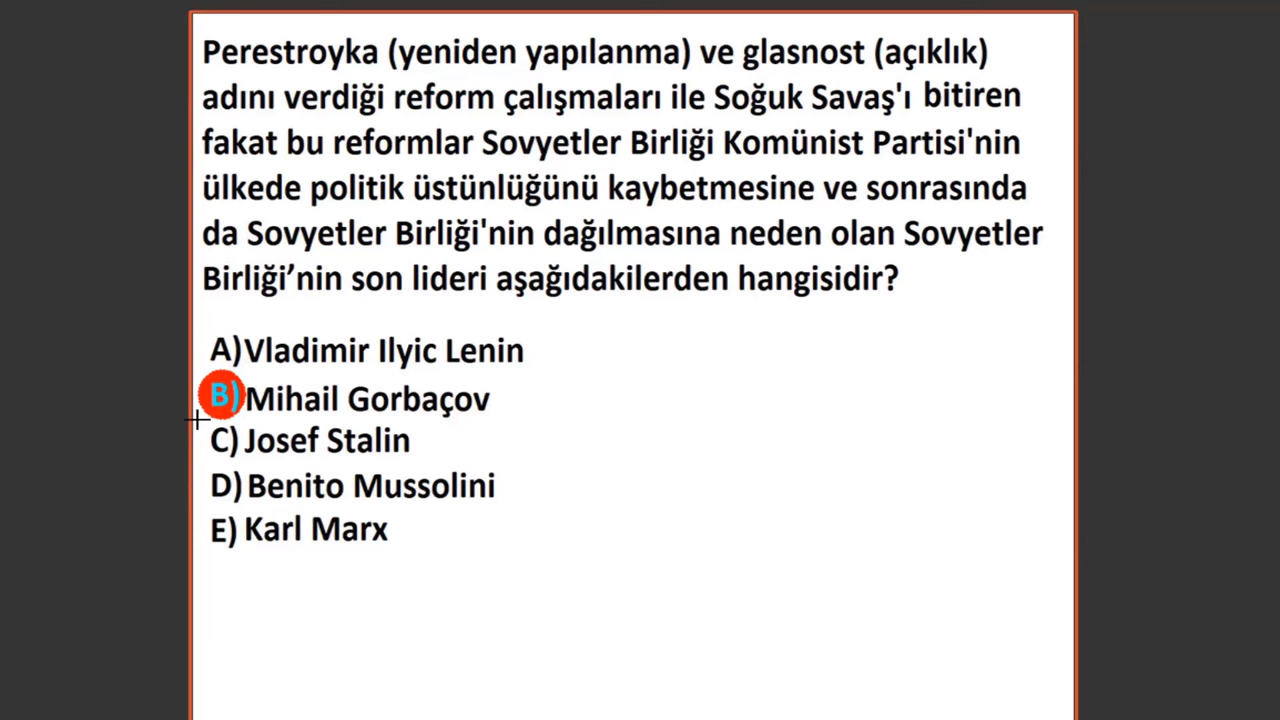 Perestroyka (yeniden yapılanma) ve glasnost (açıklık)
adını verdiği reform çalışmaları ile Soğuk Savaş'ı bitiren
fakat bu reformlar Sovyetler Birliği Komünist Partisi'nin
ülkede politik üstünlüğünü kaybetmesine ve sonrasında
da Sovyetler Birliği'nin dağılmasına neden olan Sovyetler
Birliği’nin son lideri aşağıdakilerden hangisidir?
A)Vladimir Ilyic Lenin
B)Mihail Gorbaçov
C)Josef Stalin
D)Benito Mussolini
E)Karl Marx